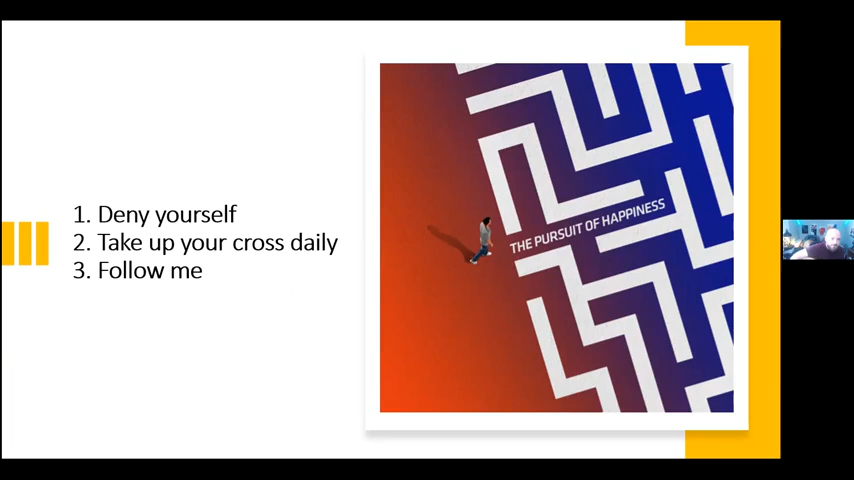 1. Deny yourself
2. Take up your cross daily
3. Follow me
THE PURSUIT OF HAPPINESS